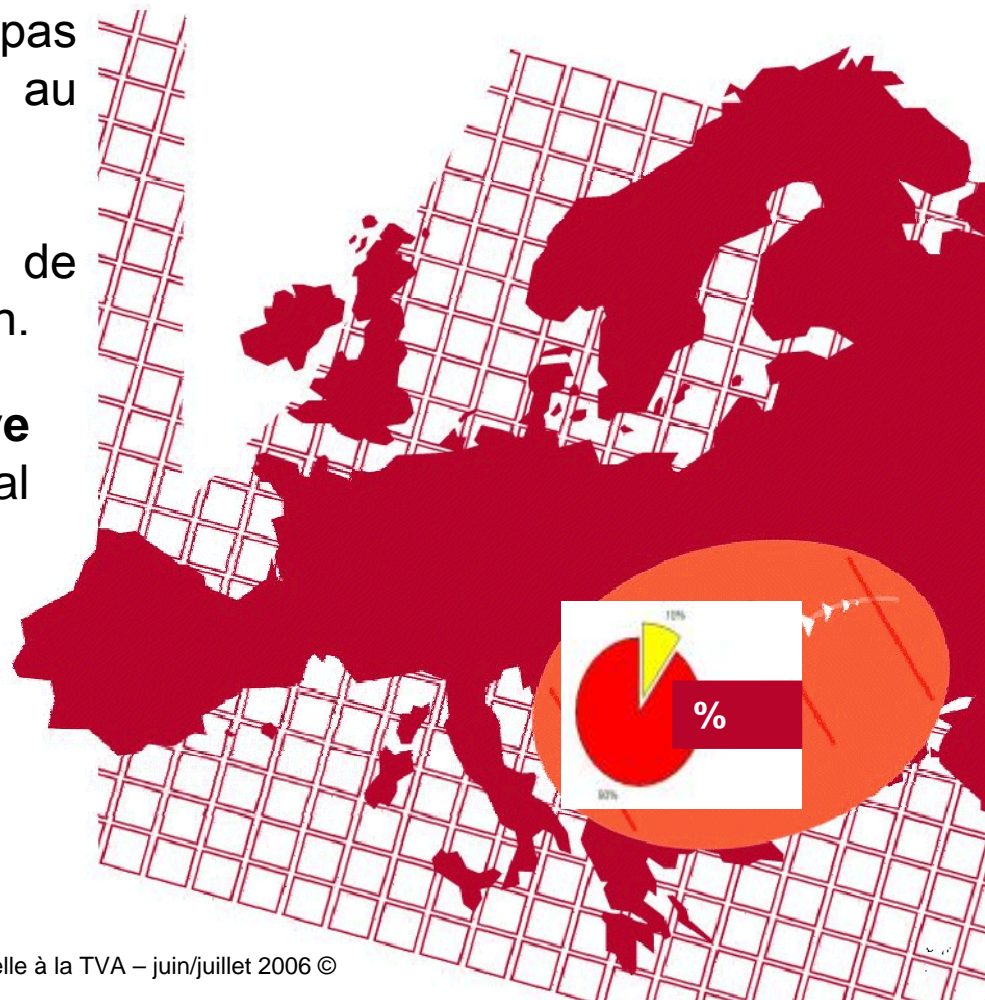 pas
au
de
n.
ve
al
10%
%
90%
elle à la TVA – juin/juillet 2006 ©